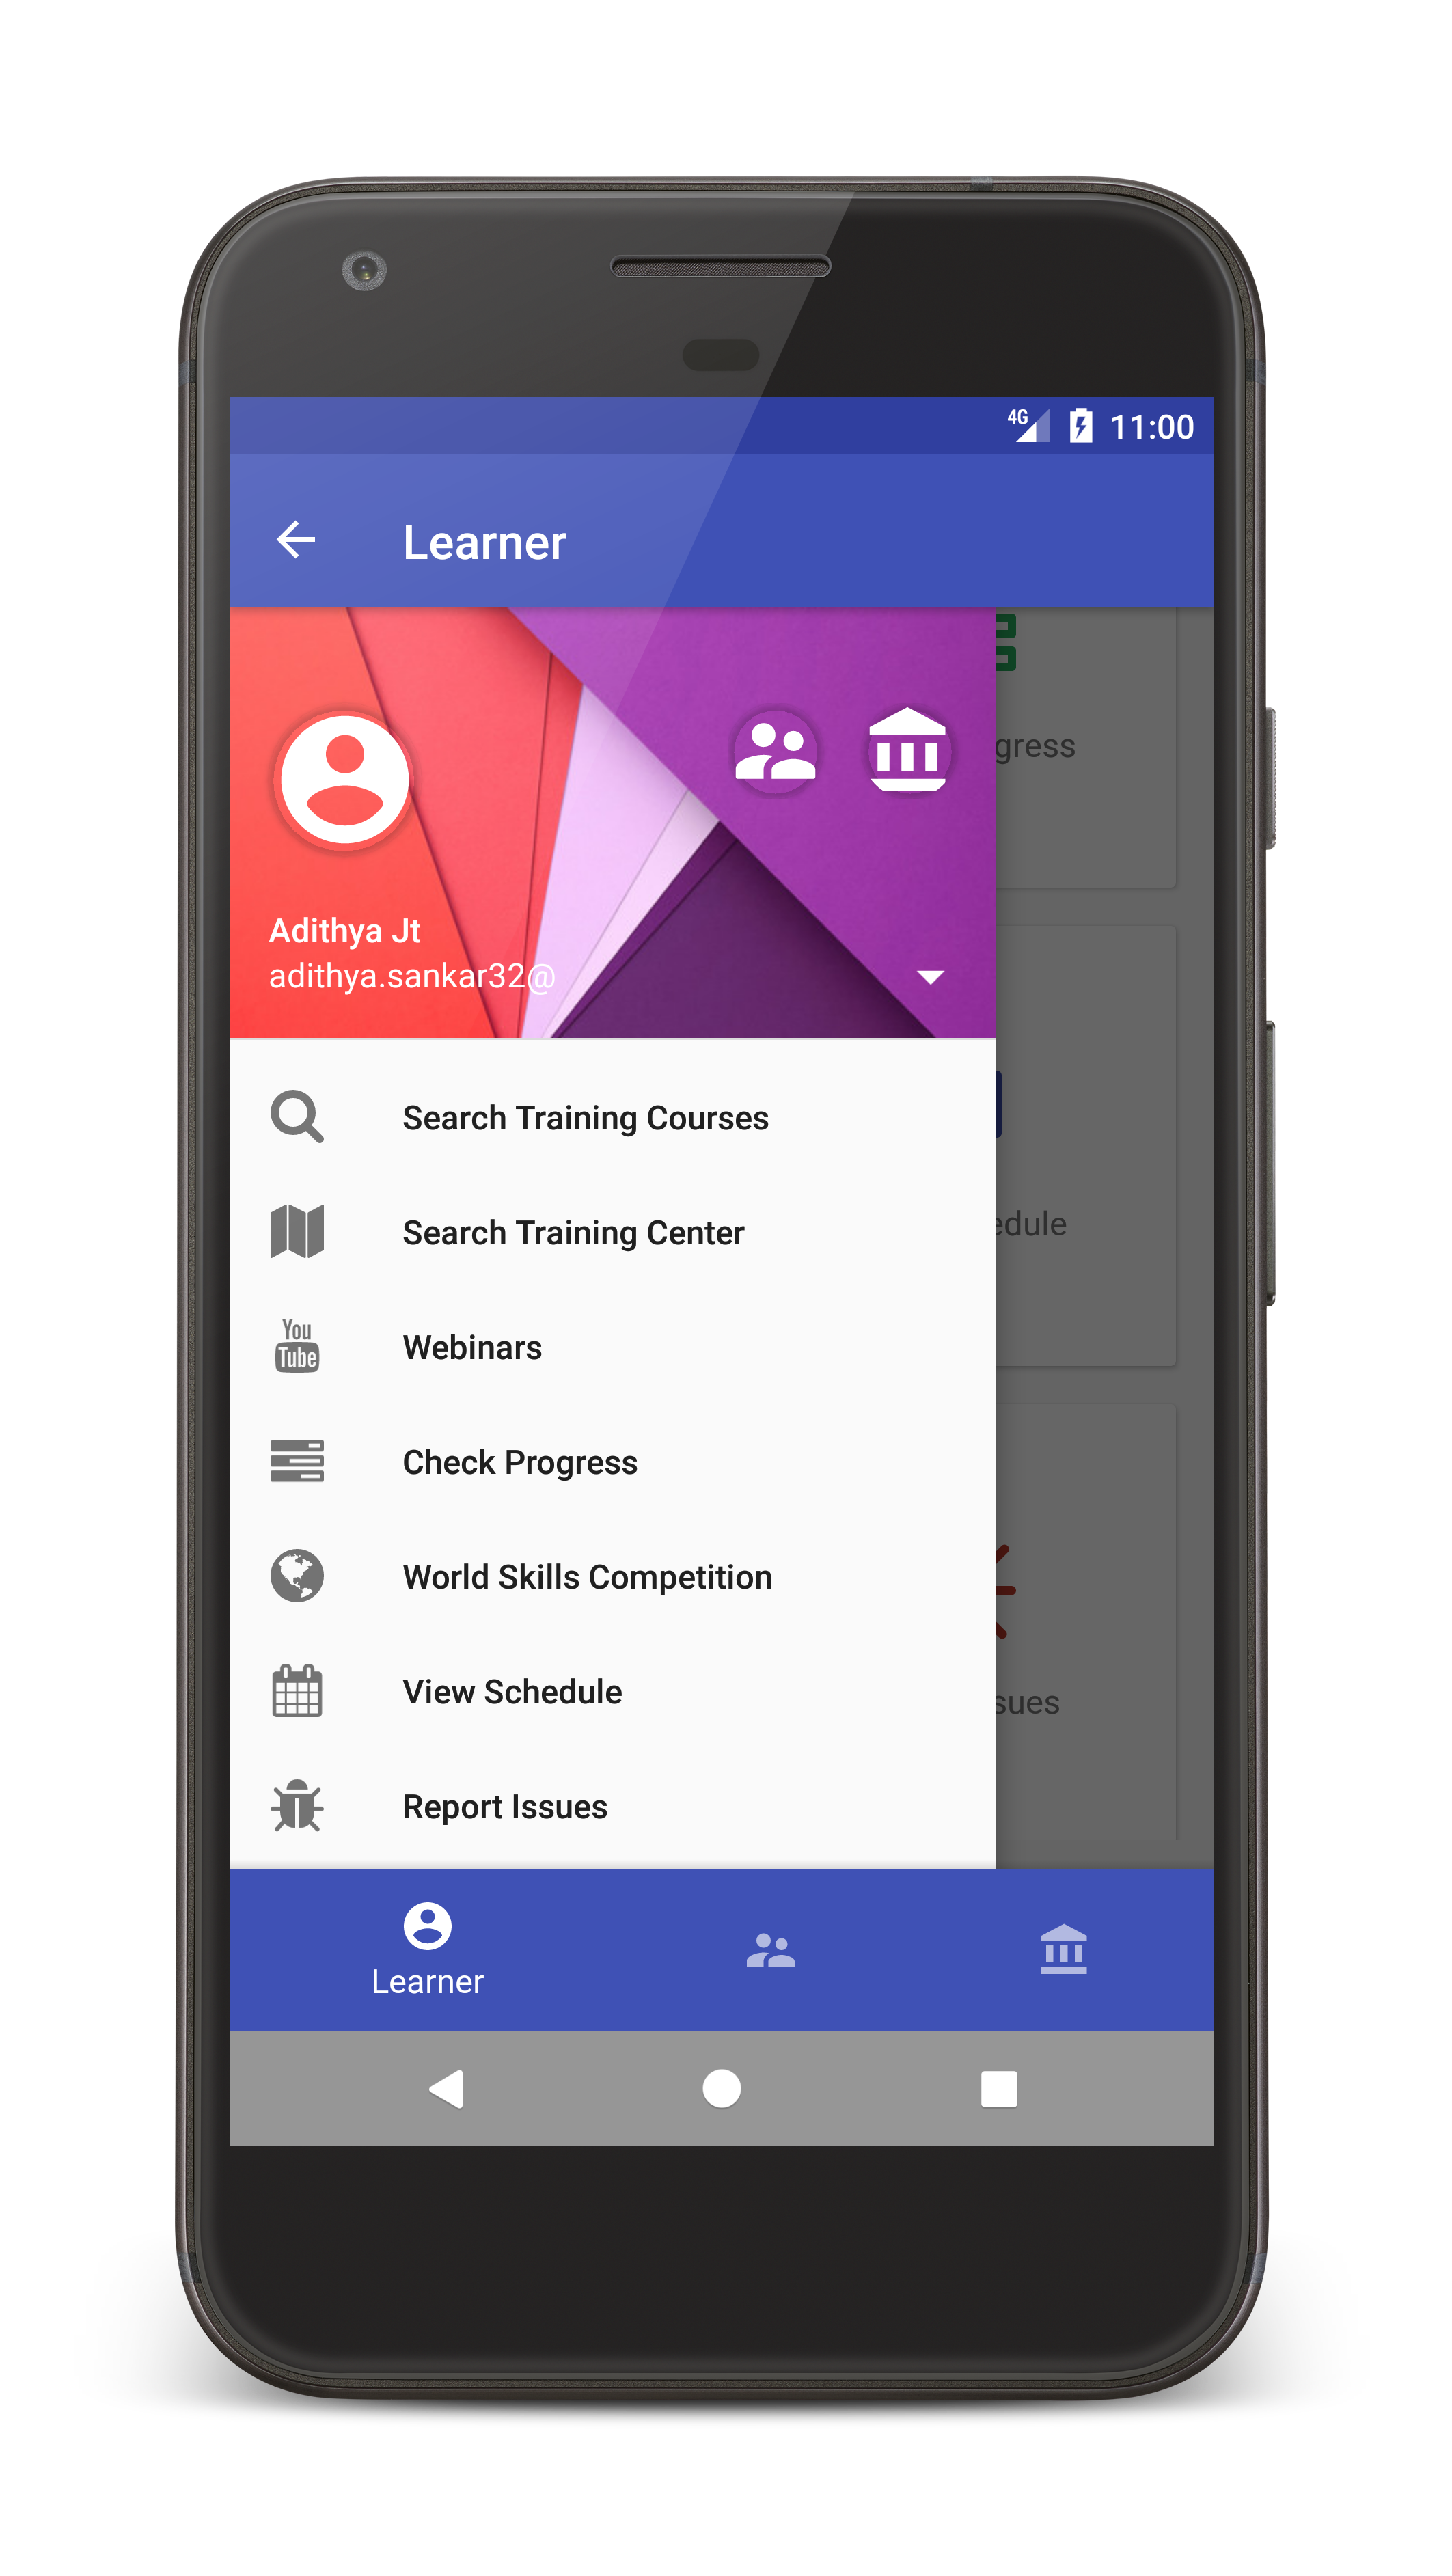 4G 11:00
Learner
gress
Adithya Jt
adithya.sankar32@
Search Training Courses
Search Training Center
edule
You
Tube
Webinars
Check Progress
World Skills Competition
View Schedule
sues
Report Issues
Learner